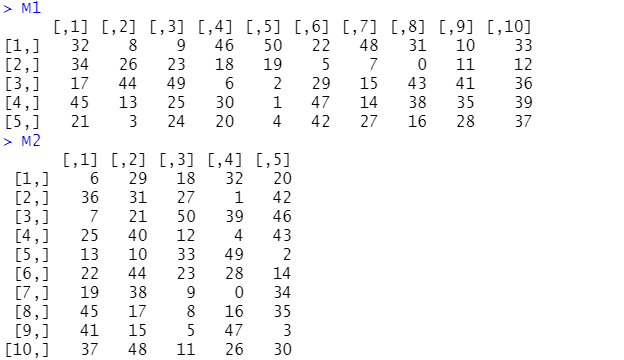 > M1
     [,1] [,2] [,3] [,4] [,5] [,6] [,7] [,8] [,9] [,10]
[1,]   32    8    9   46   50   22   48   31   10    33
[2,]   34   26   23   18   19    5    7    0   11    12
[3,]   17   44   49    6    2   29   15   43   41    36
[4,]   45   13   25   30    1   47   14   38   35    39
[5,]   21    3   24   20    4   42   27   16   28    37
> M2
      [,1] [,2] [,3] [,4] [,5]
 [1,]    6   29   18   32   20
 [2,]   36   31   27    1   42
 [3,]    7   21   50   39   46
 [4,]   25   40   12    4   43
 [5,]   13   10   33   49    2
 [6,]   22   44   23   28   14
 [7,]   19   38    9    0   34
 [8,]   45   17    8   16   35
 [9,]   41   15    5   47    3
[10,]   37   48   11   26   30